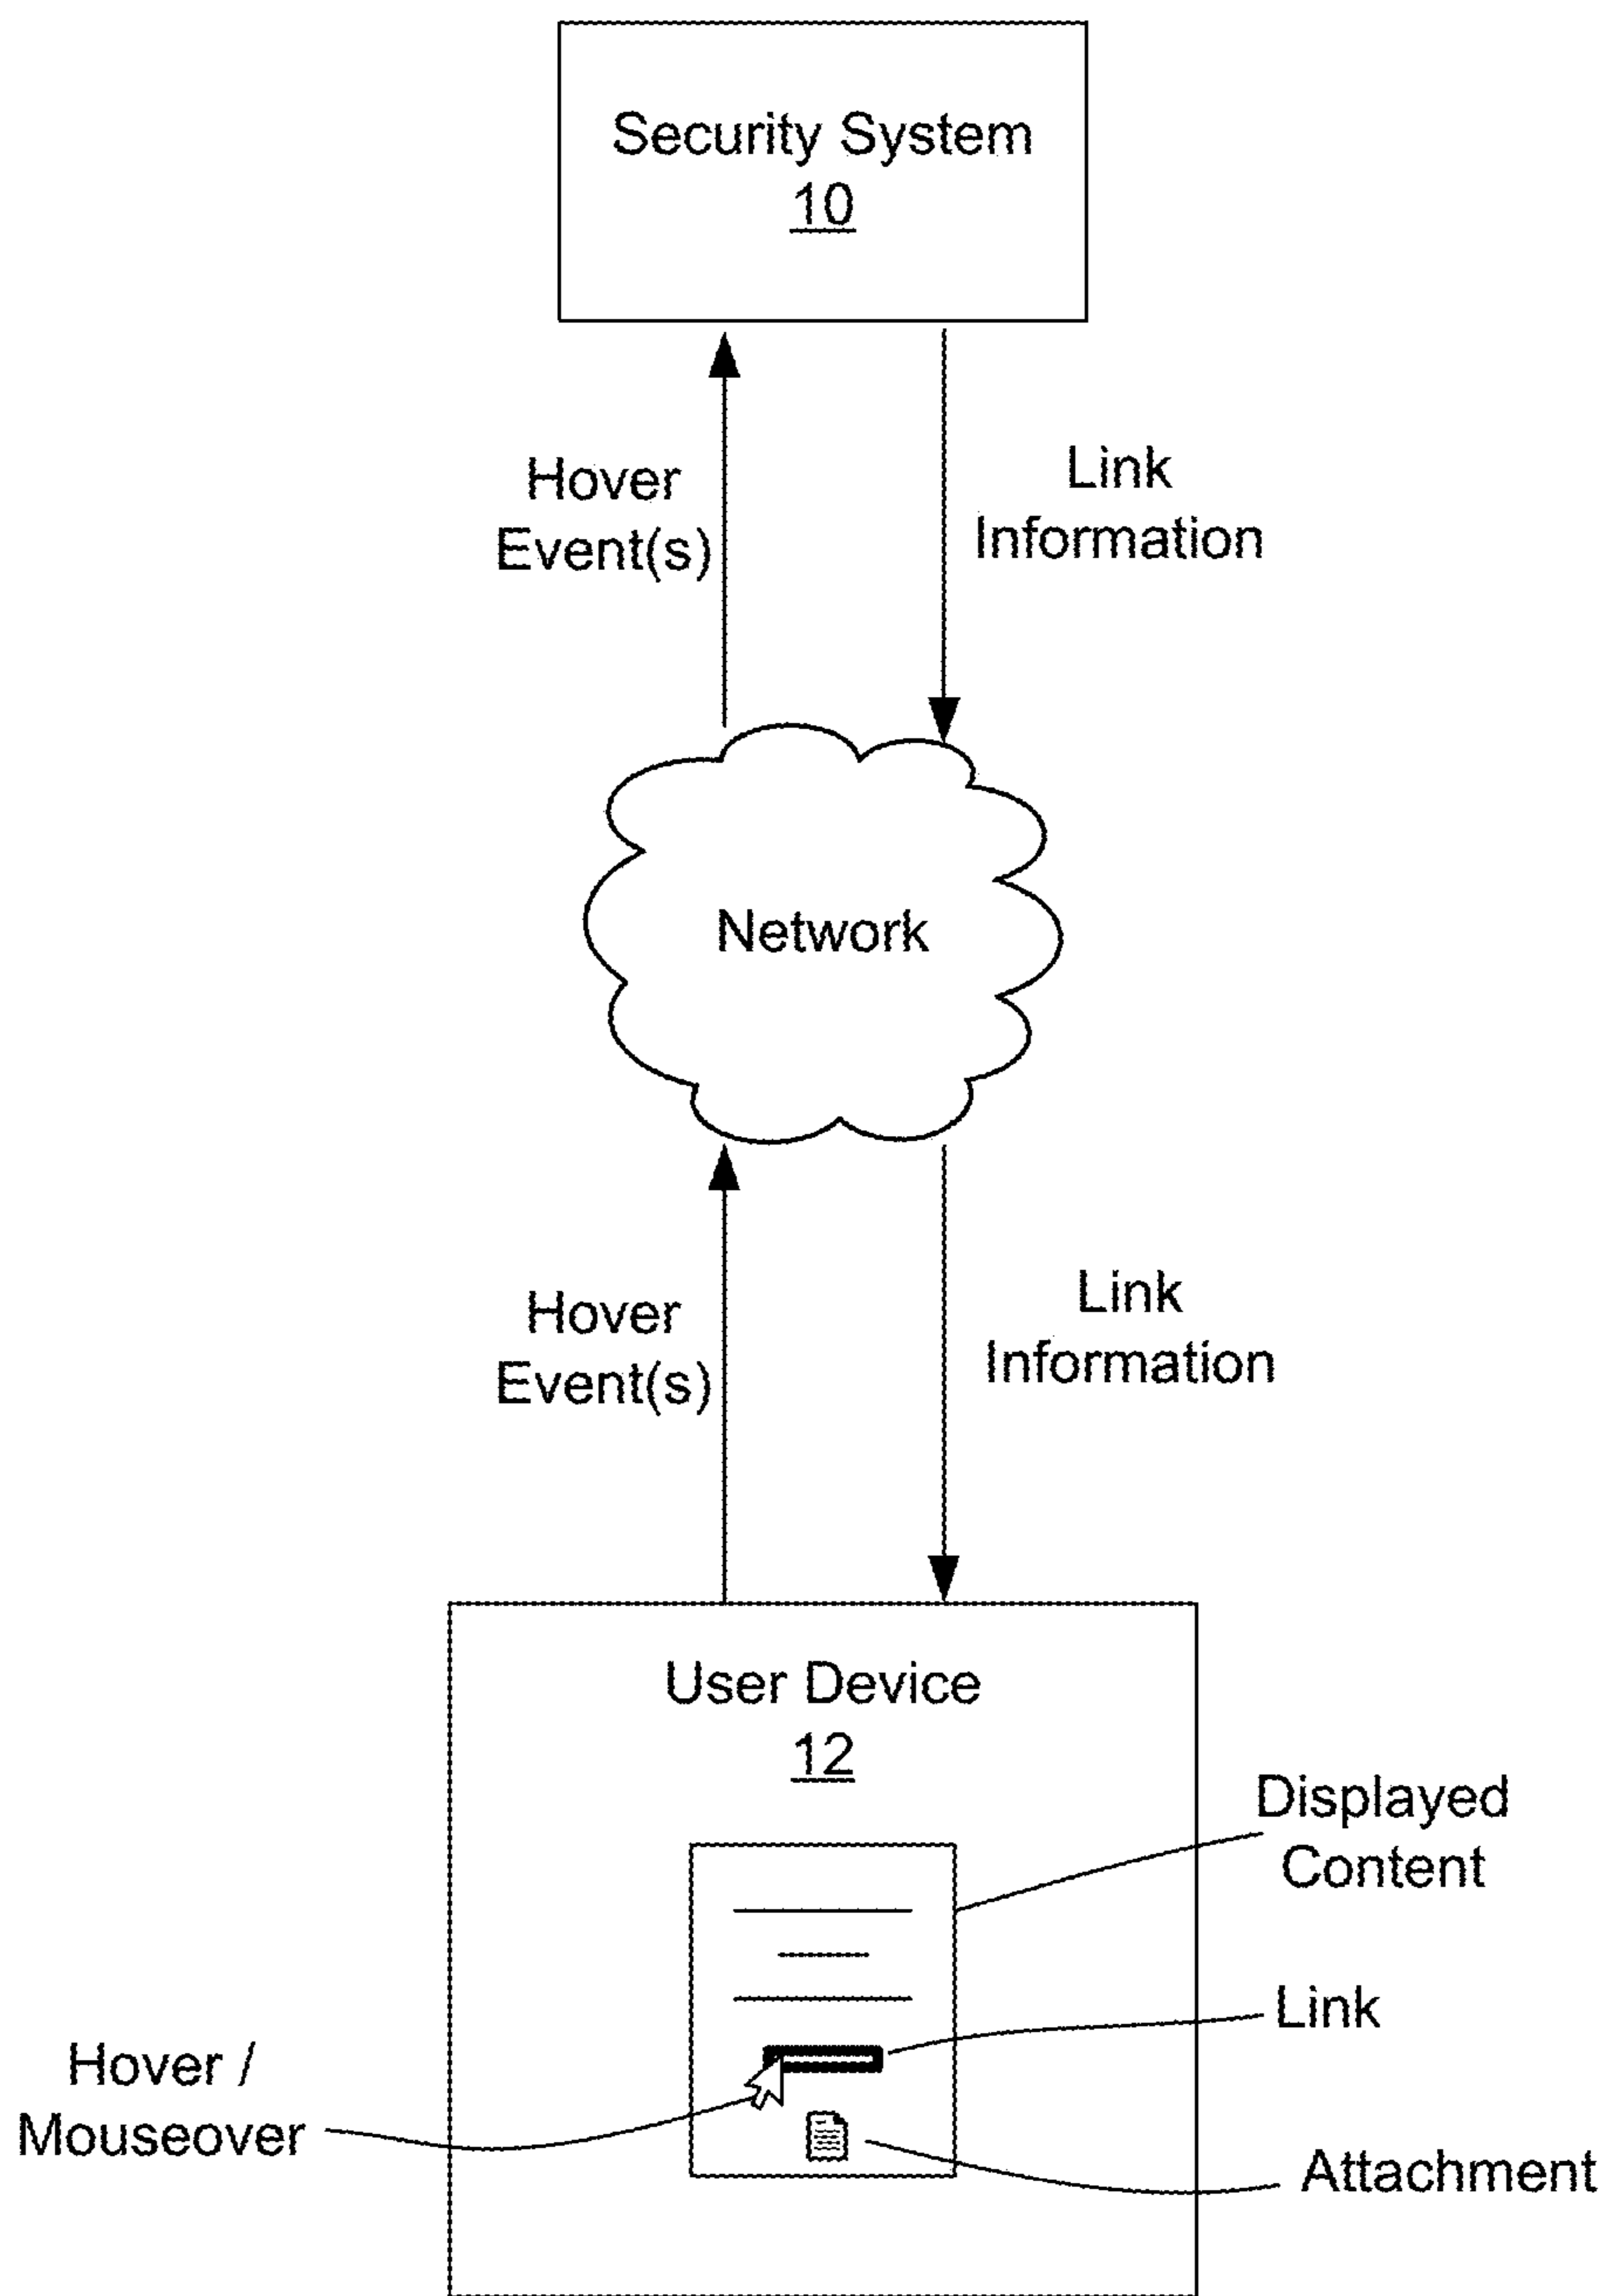 Security System
10
Hover
Event(s)
Link
Information
Network
Hover
Event(s)
Link
Information
User Device
12
Displayed
Content
Link
Hover /
Mouseover
Attachment